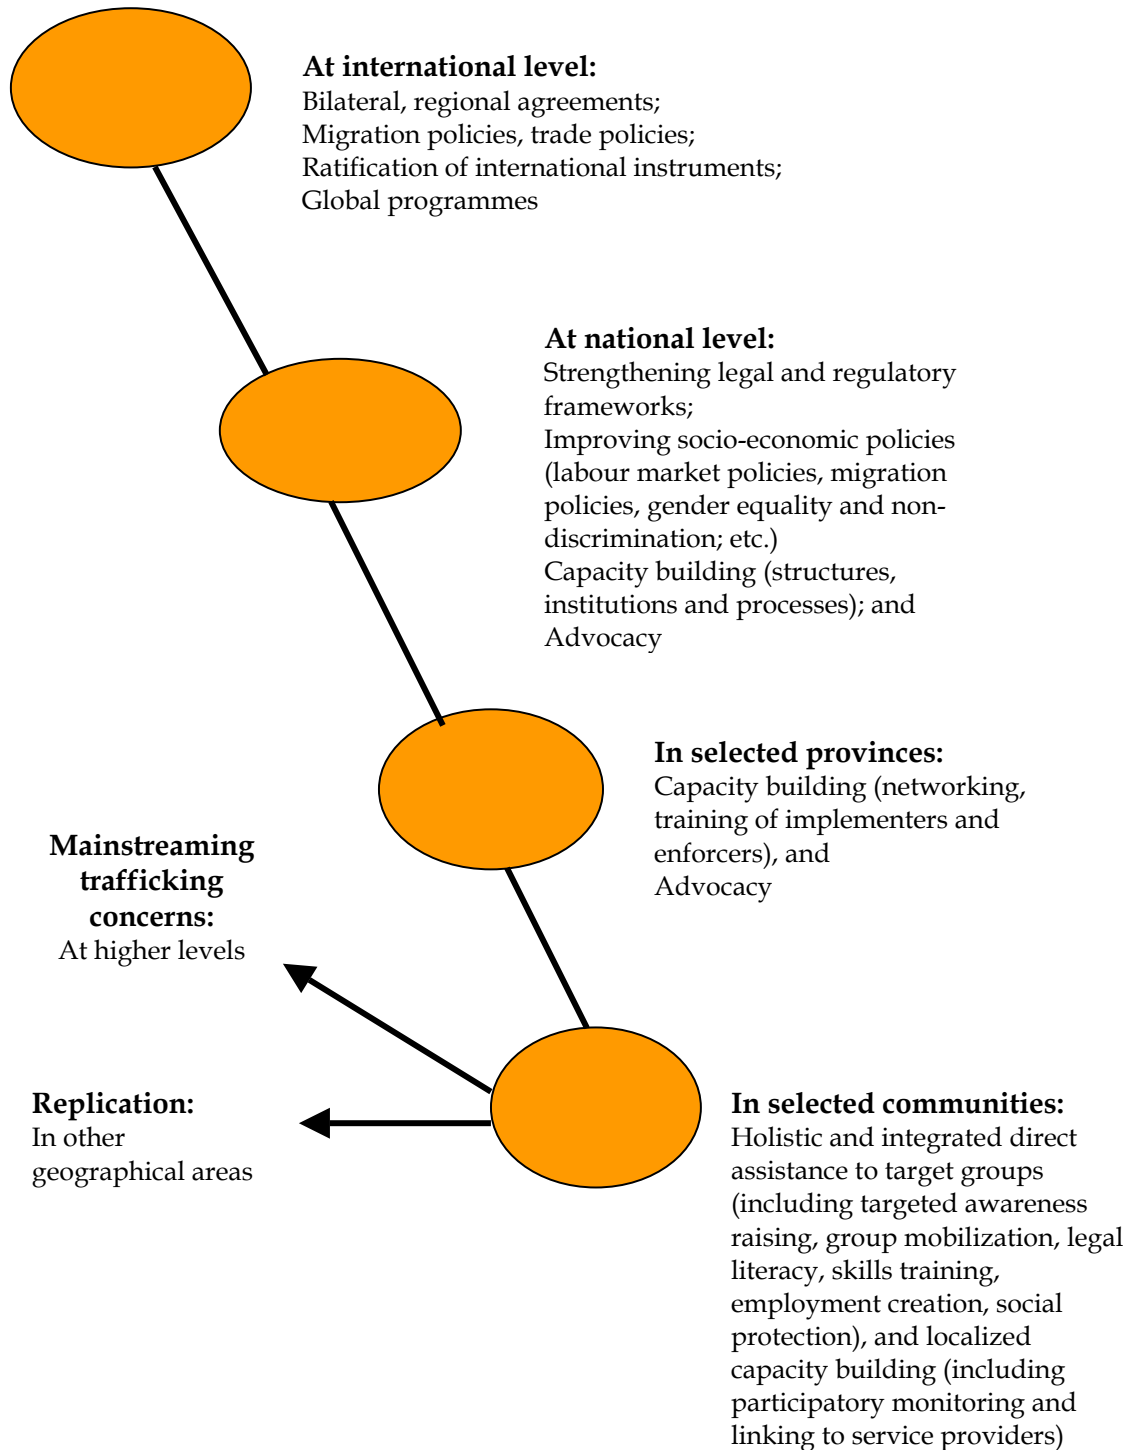 At international level:
Bilateral, regional agreements;
Migration policies, trade policies;
Ratification of international instruments;
Global programmes
At national level:
Strengthening legal and regulatory
frameworks;
Improving socio-economic policies
(labour market policies, migration
policies, gender equality and non-
discrimination; etc.)
Capacity building (structures,
institutions and processes); and
Advocacy
In selected provinces:
Capacity building (networking,
training of implementers and
enforcers), and
Advocacy
Mainstreaming
trafficking
concerns:
At higher levels
Replication:
In other
geographical areas
In selected communities:
Holistic and integrated direct
assistance to target groups
(including targeted awareness
raising, group mobilization, legal
literacy, skills training,
employment creation, social
protection), and localized
capacity building (including
participatory monitoring and
linking to service providers)